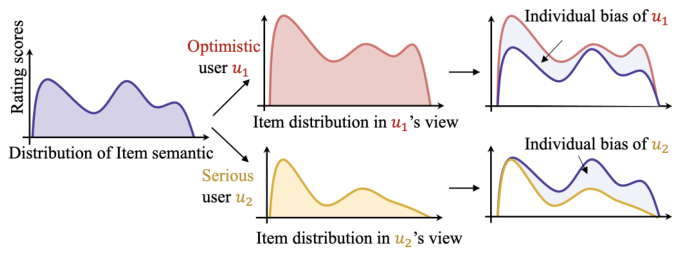 Rating scores
Distribution of Item semantic
Optimistic
user u1
Serious
user u2
Item distribution in u1's view
Item distribution in u2's view
Individual bias of u1
Individual bias of u2